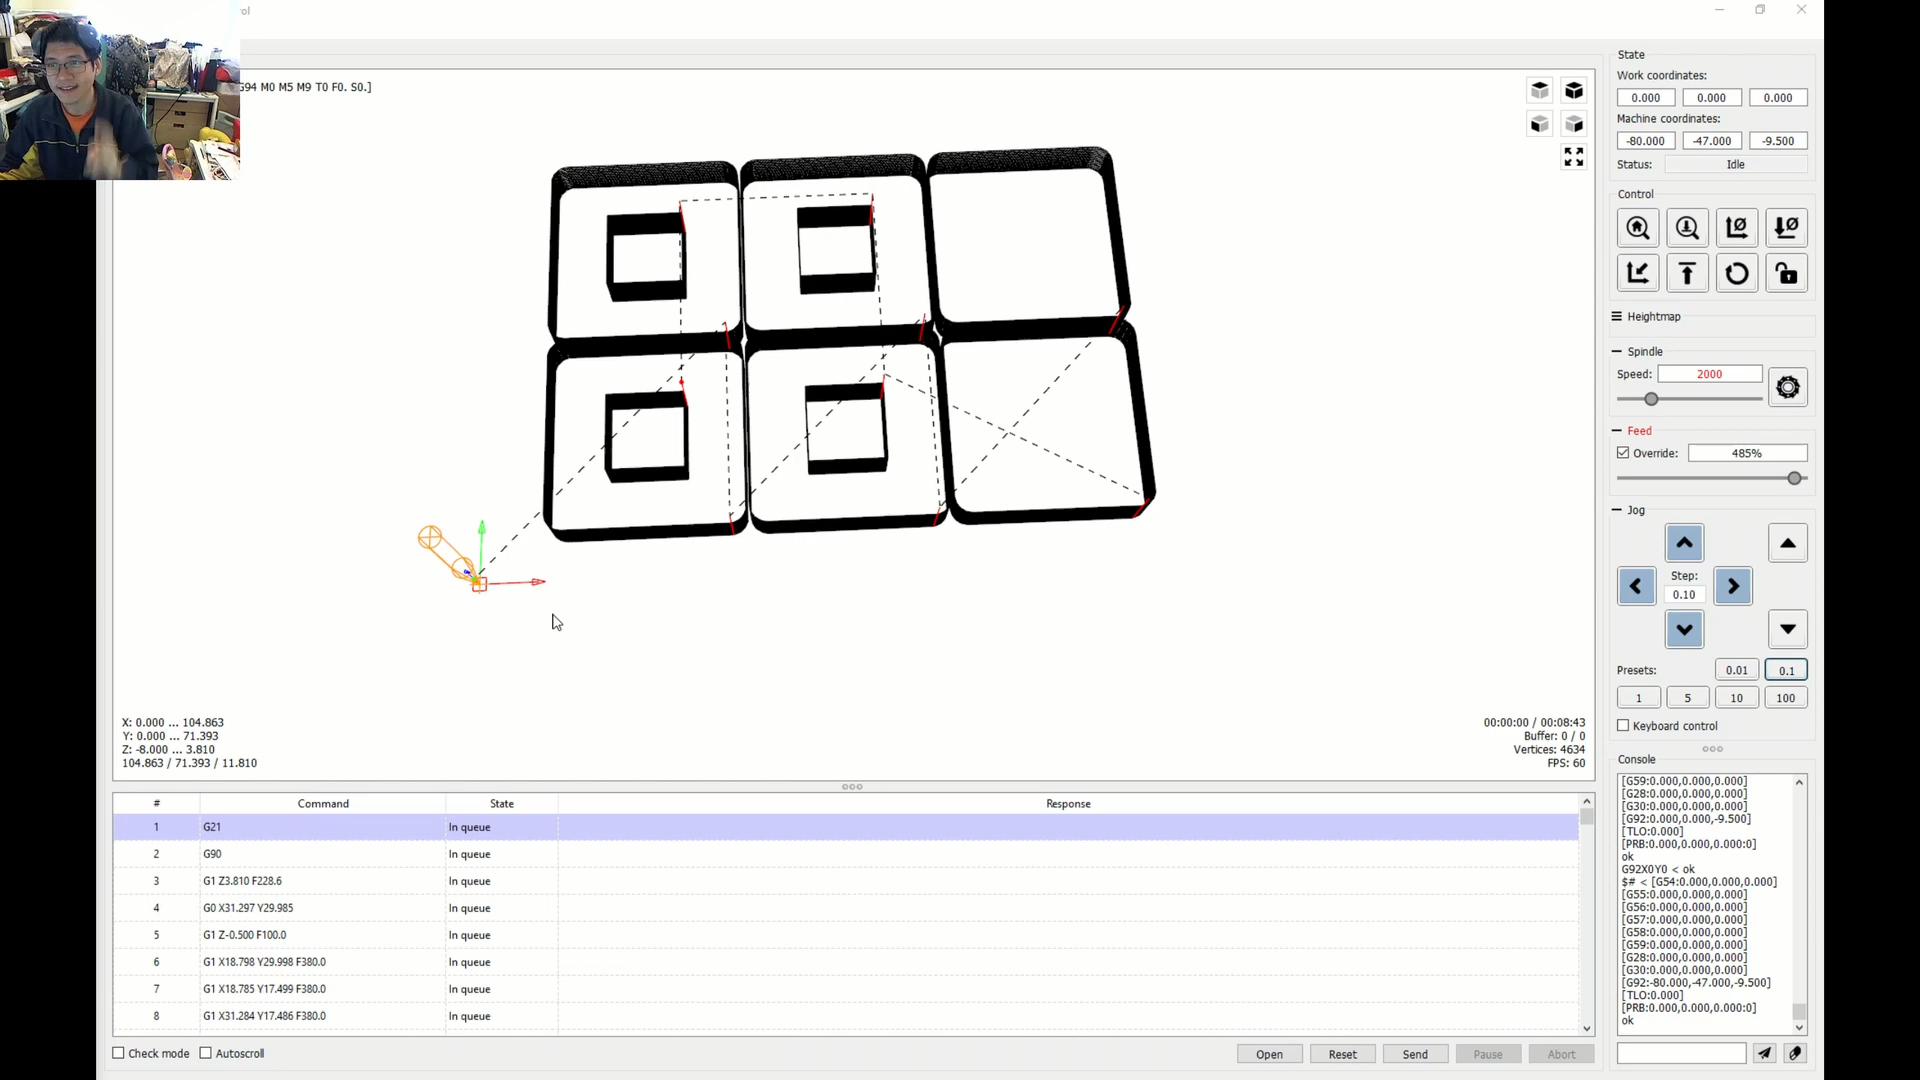 ol
G94 M0 M5 M9 T0 F0. S0.]
X: 0.000 ... 104.863
Y: 0.000 ... 71.393
Z: -8.000 ... 3.810
104.863 / 71.393 / 11.810
00:00:00 / 00:08:43
Buffer: 0 / 0
Vertices: 4634
FPS: 60
# Command State Response
1 G21 In queue
2 G90 In queue
3 G1 Z3.810 F228.6 In queue
4 G0 X31.297 Y29.985 In queue
5 G1 Z-0.500 F100.0 In queue
6 G1 X18.798 Y29.998 F380.0 In queue
7 G1 X18.785 Y17.499 F380.0 In queue
8 G1 X31.284 Y17.486 F380.0 In queue
Check mode Autoscroll Open Reset Send Pause Abort
State
Work coordinates:
0.000 0.000 0.000
Machine coordinates:
-80.000 -47.000 -9.500
Status: Idle
Control
Heightmap
Spindle
Speed: 2000
Feed
Override: 485%
Jog
Step:
0.10
Presets: 0.01 0.1
1 5 10 100
Keyboard control
Console
[G59:0.000,0.000,0.000]
[G28:0.000,0.000,0.000]
[G30:0.000,0.000,0.000]
[G92:0.000,0.000,-9.500]
[TLO:0.000]
[PRB:0.000,0.000,0.000:0]
ok
G92X0Y0 < ok
$# < [G54:0.000,0.000,0.000]
[G55:0.000,0.000,0.000]
[G56:0.000,0.000,0.000]
[G57:0.000,0.000,0.000]
[G58:0.000,0.000,0.000]
[G59:0.000,0.000,0.000]
[G28:0.000,0.000,0.000]
[G30:0.000,0.000,0.000]
[G92:-80.000,-47.000,-9.500]
[TLO:0.000]
[PRB:0.000,0.000,0.000:0]
ok